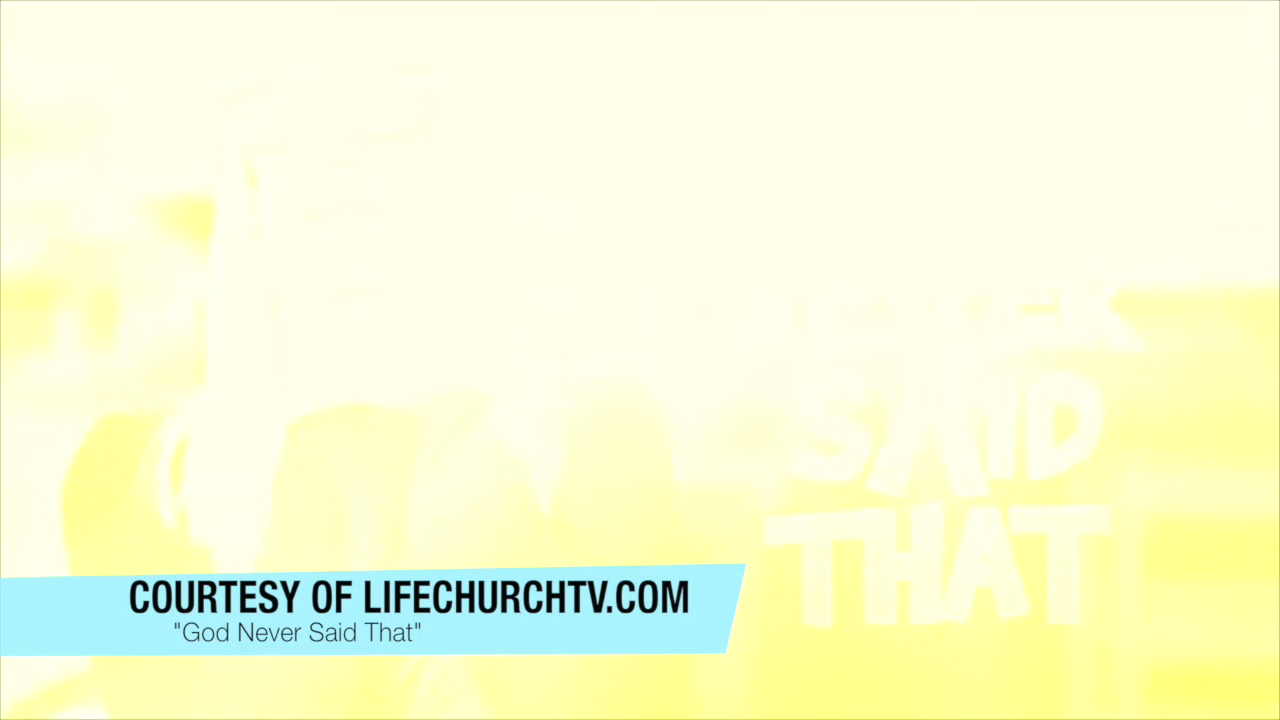 SAID
THAT
COURTESY OF LIFECHURCHTV.COM
"God Never Said That"